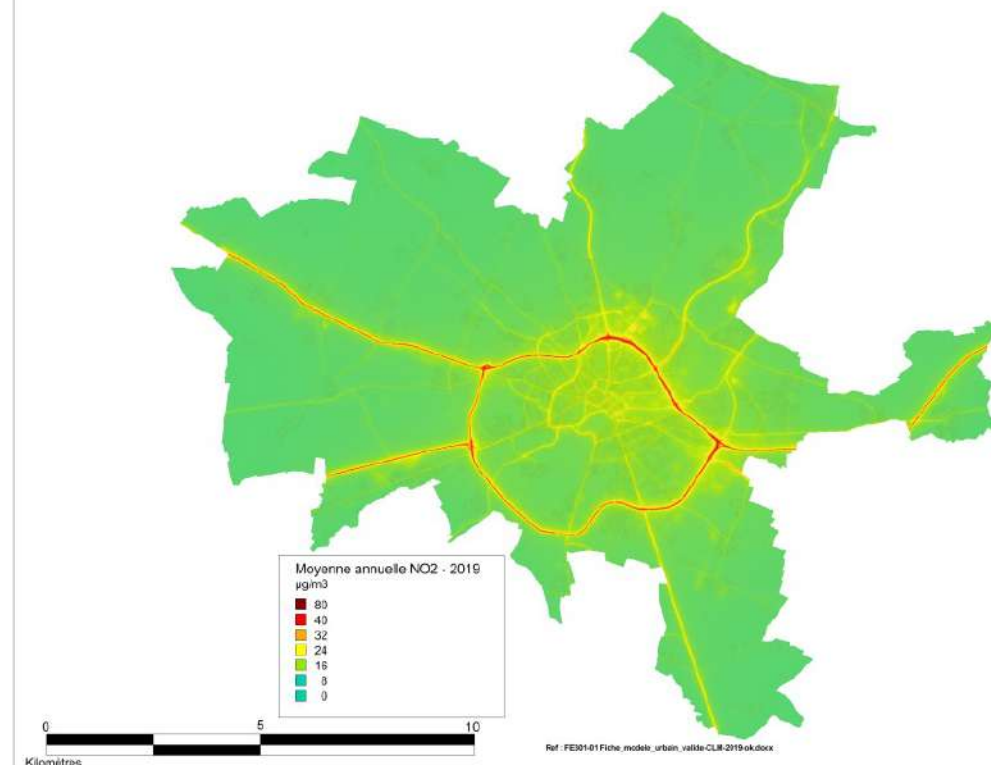 Moyenne annuelle NO2 - 2019
µg/m3
80
40
32
24
16
8
0
0 5 10
Kilomètres
Ref : FE301-01 Fiche_modele_urbain_valide-CLM-2019-ok.docx